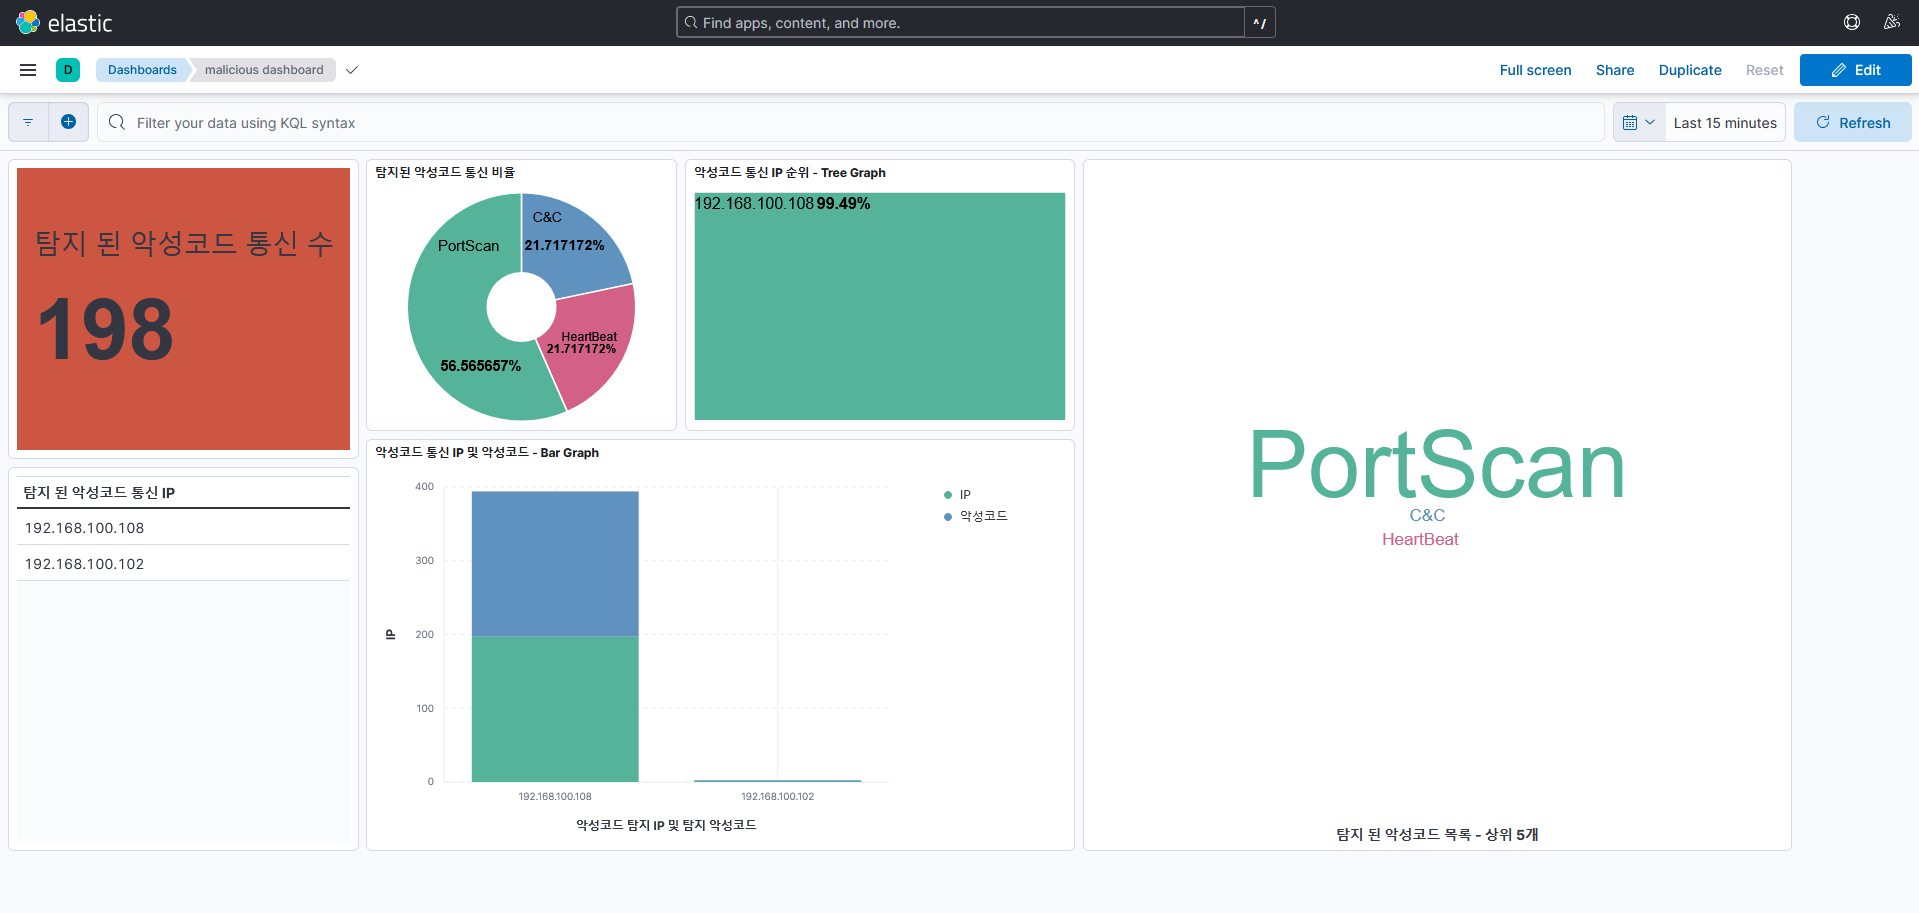 elastic
Find apps, content, and more.
^/
D
Dashboards
malicious dashboard
Full screen
Share
Duplicate
Reset
Edit
Filter your data using KQL syntax
Last 15 minutes
Refresh
탐지 된 악성코드 통신 수
198
탐지된 악성코드 통신 비율
C&C
21.717172%
PortScan
HeartBeat
21.717172%
56.565657%
악성코드 통신 IP 순위 - Tree Graph
192.168.100.108 99.49%
탐지 된 악성코드 통신 IP
192.168.100.108
192.168.100.102
악성코드 통신 IP 및 악성코드 - Bar Graph
400
300
200
100
0
IP
192.168.100.108
192.168.100.102
악성코드 탐지 IP 및 탐지 악성코드
IP
악성코드
PortScan
C&C
HeartBeat
탐지 된 악성코드 목록 - 상위 5개